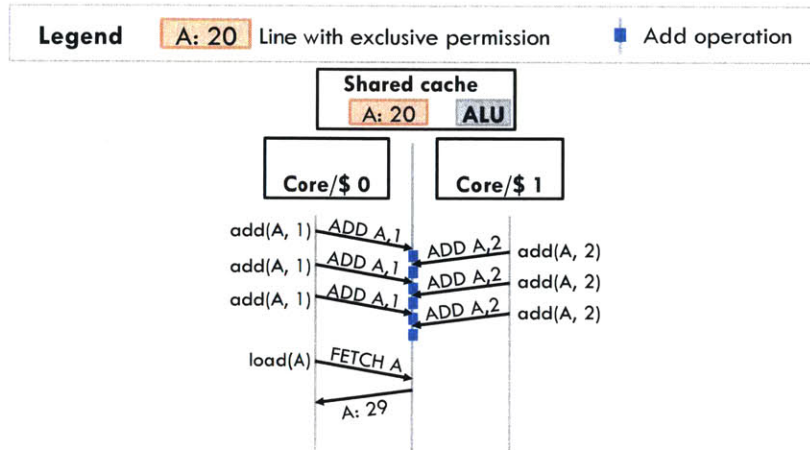 Legend A: 20 Line with exclusive permission Add operation
Shared cache
A: 20 ALU
Core/$ 0 Core/$ 1
add(A, 1) ADD A,1
ADD A,2 add(A, 2)
add(A, 1) ADD A,1
ADD A,2 add(A, 2)
add(A, 1) ADD A,1
ADD A,2 add(A, 2)
load(A) FETCH A
A: 29